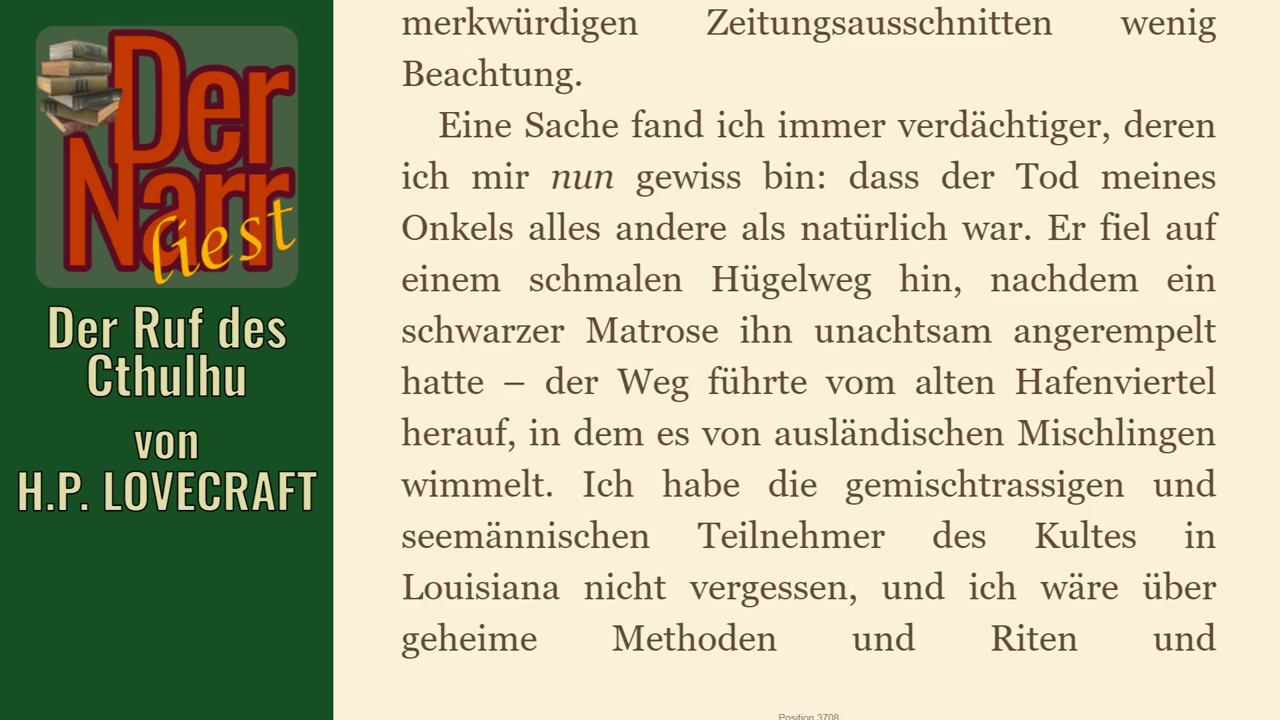 Der
Narr
liest
Der Ruf des
Cthulhu
von
H.P. LOVECRAFT
merkwürdigen Zeitungsausschnitten wenig
Beachtung.
Eine Sache fand ich immer verdächtiger, deren
ich mir nun gewiss bin: dass der Tod meines
Onkels alles andere als natürlich war. Er fiel auf
einem schmalen Hügelweg hin, nachdem ein
schwarzer Matrose ihn unachtsam angerempelt
hatte – der Weg führte vom alten Hafenviertel
herauf, in dem es von ausländischen Mischlingen
wimmelt. Ich habe die gemischtrassigen und
seemännischen Teilnehmer des Kultes in
Louisiana nicht vergessen, und ich wäre über
geheime Methoden und Riten und
Position 3708